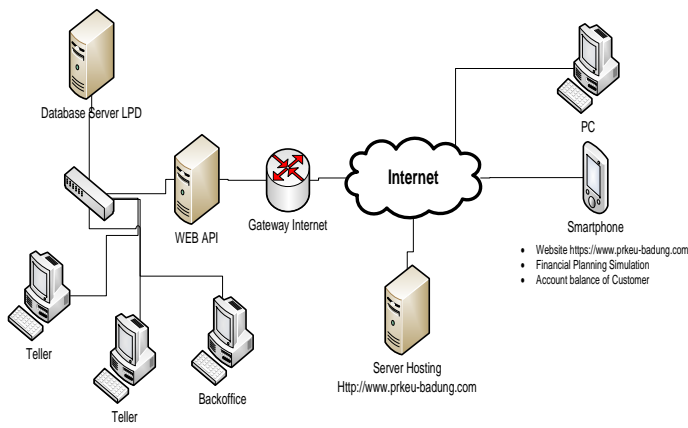 Database Server LPD
WEB API
Gateway Internet
Internet
PC
Smartphone
• Website https://www.prkeu-badung.com
• Financial Planning Simulation
• Account balance of Customer
Teller
Teller
Backoffice
Server Hosting
Http://www.prkeu-badung.com